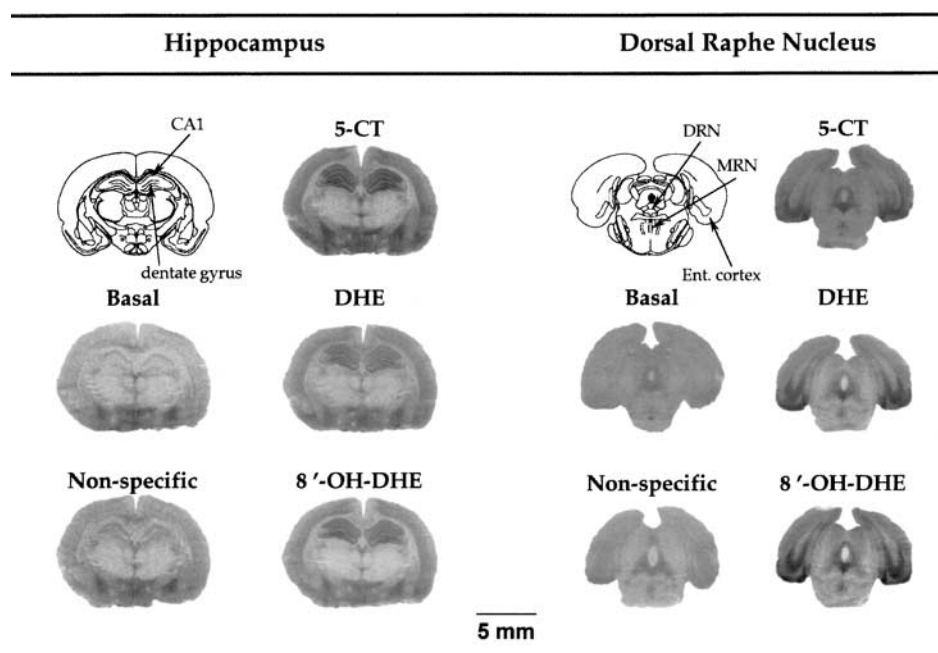 Hippocampus
Dorsal Raphe Nucleus
CA1
5-CT
DRN
MRN
5-CT
dentate gyrus
Ent. cortex
Basal
DHE
Basal
DHE
Non-specific
8 ′-OH-DHE
Non-specific
8 ′-OH-DHE
5 mm